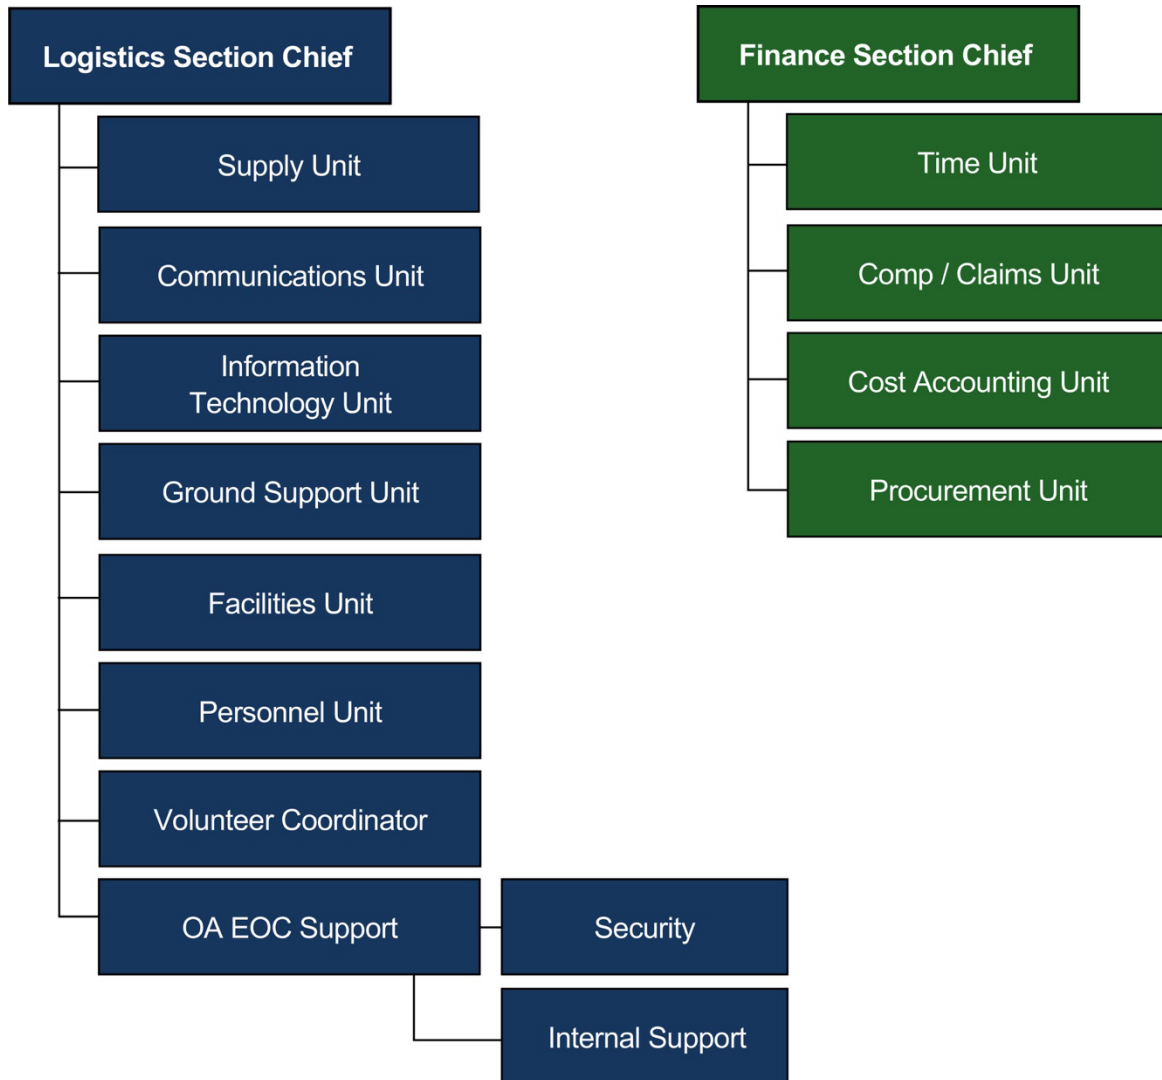 Logistics Section Chief
Supply Unit
Communications Unit
Information
Technology Unit
Ground Support Unit
Facilities Unit
Personnel Unit
Volunteer Coordinator
OA EOC Support
Security
Internal Support
Finance Section Chief
Time Unit
Comp / Claims Unit
Cost Accounting Unit
Procurement Unit